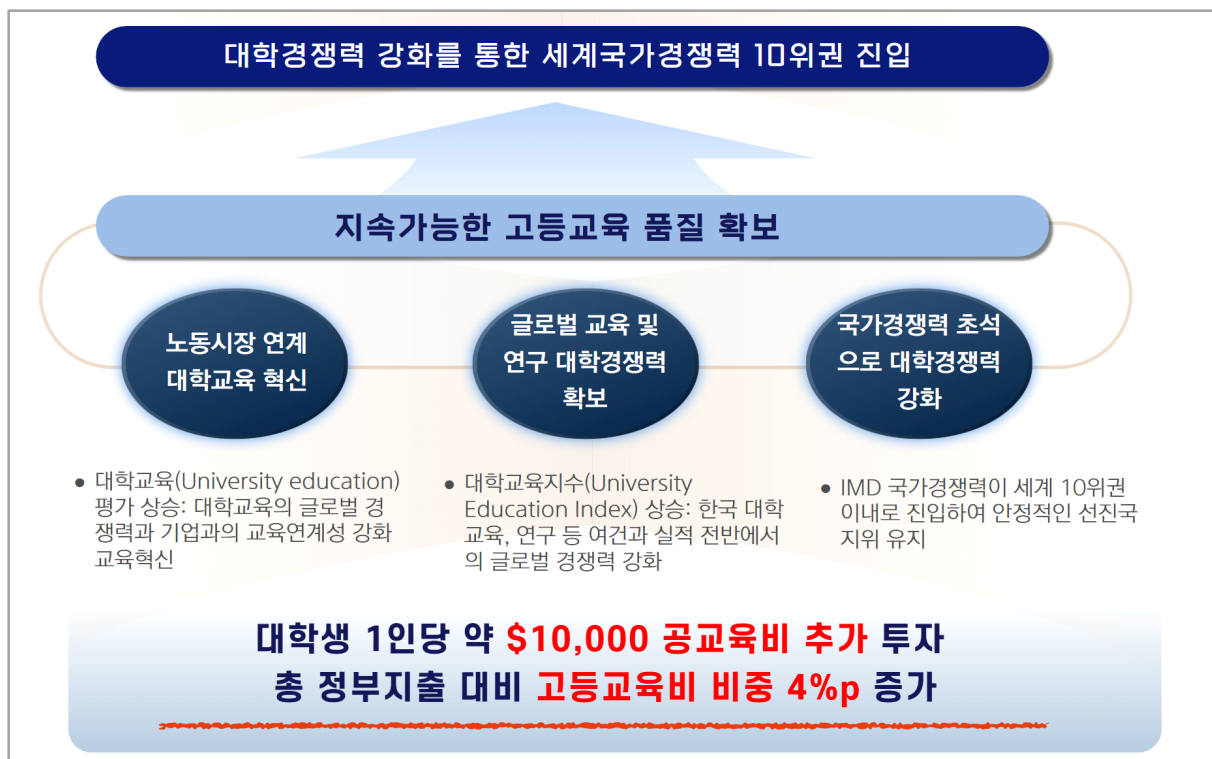 대학경쟁력 강화를 통한 세계국가경쟁력 10위권 진입
지속가능한 고등교육 품질 확보
노동시장 연계
대학교육 혁신
글로벌 교육 및
연구 대학경쟁력
확보
국가경쟁력 초석
으로 대학경쟁력
강화
● 대학교육(University education)
평가 상승: 대학교육의 글로벌 경
쟁력과 기업과의 교육연계성 강화
교육혁신
● 대학교육지수(University
Education Index) 상승: 한국 대학
교육, 연구 등 여건과 실적 전반에서
의 글로벌 경쟁력 강화
● IMD 국가경쟁력이 세계 10위권
이내로 진입하여 안정적인 선진국
지위 유지
대학생 1인당 약 $10,000 공교육비 추가 투자
총 정부지출 대비 고등교육비 비중 4%p 증가